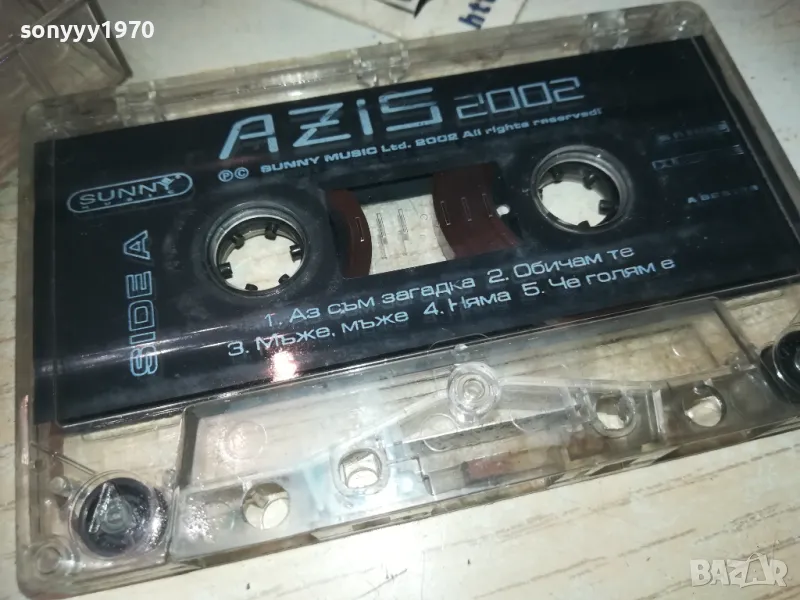 sonyyy1970
AZiS 2002
℗© SUNNY MUSIC Ltd. 2002 All rights reserved!
SUNNY
SIDE A
1. Аз съм загадка 2. Обичам те
3. Мъже, мъже 4. Няма 5. Че голям е
BAZAR